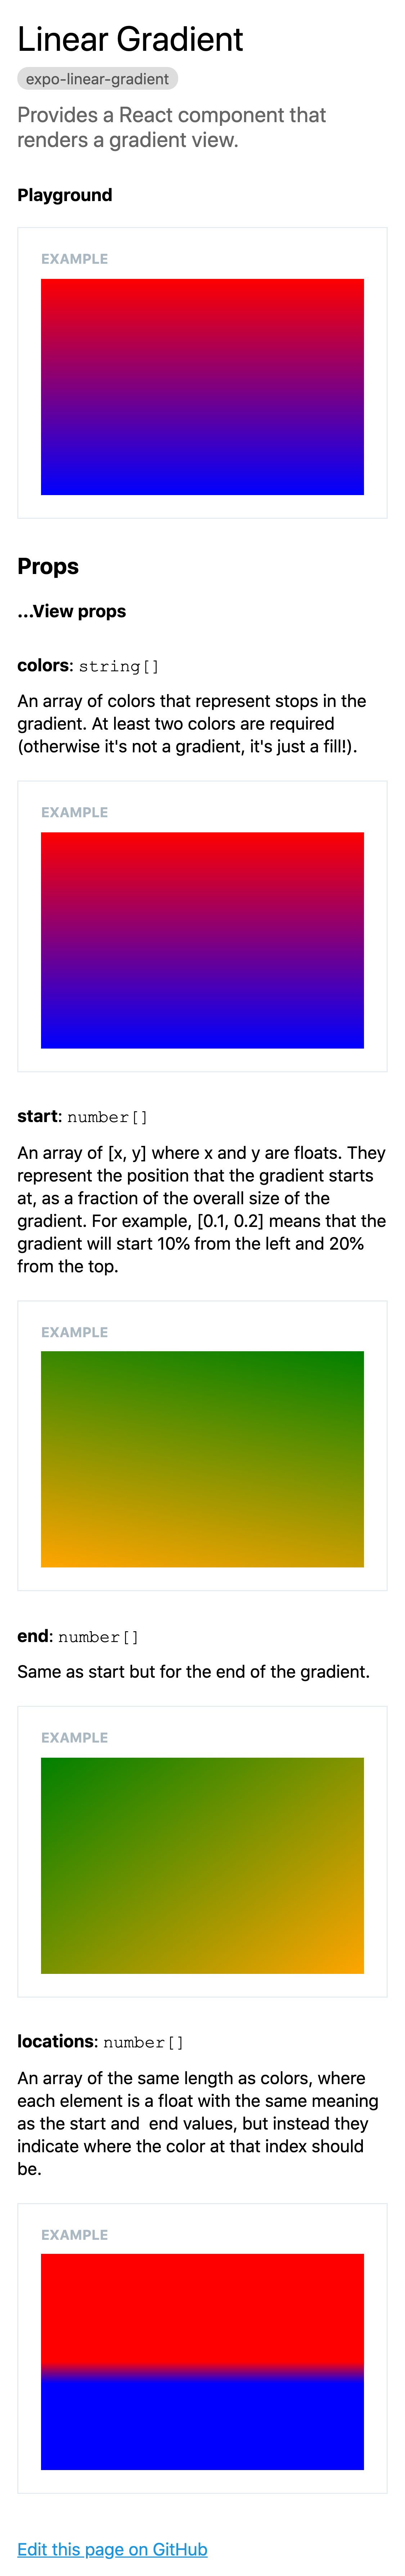 Linear Gradient
expo-linear-gradient
Provides a React component that
renders a gradient view.
Playground
EXAMPLE
Props
...View props
colors: string[]
An array of colors that represent stops in the
gradient. At least two colors are required
(otherwise it's not a gradient, it's just a fill!).
EXAMPLE
start: number[]
An array of [x, y] where x and y are floats. They
represent the position that the gradient starts
at, as a fraction of the overall size of the
gradient. For example, [0.1, 0.2] means that the
gradient will start 10% from the left and 20%
from the top.
EXAMPLE
end: number[]
Same as start but for the end of the gradient.
EXAMPLE
locations: number[]
An array of the same length as colors, where
each element is a float with the same meaning
as the start and  end values, but instead they
indicate where the color at that index should
be.
EXAMPLE
Edit this page on GitHub